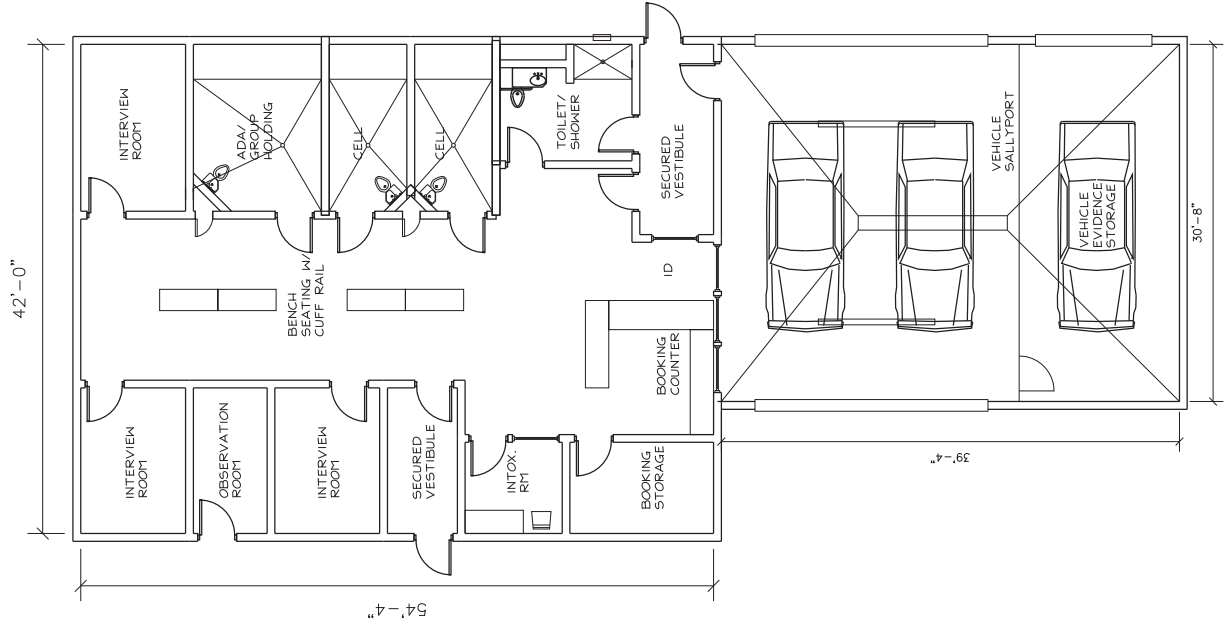 INTERVIEW
ROOM
ADA/
GROUP
HOLDING
CELL
CELL
TOILET/
SHOWER
SECURED
VESTIBULE
VEHICLE
SALLYPORT
VEHICLE
EVIDENCE
STORAGE
30'-8"
42'-0"
BENCH
SEATING W/
CUFF RAIL
ID
BOOKING
COUNTER
INTERVIEW
ROOM
OBSERVATION
ROOM
INTERVIEW
ROOM
SECURED
VESTIBULE
INTOX.
RM
BOOKING
STORAGE
39'-4"
54'-4"